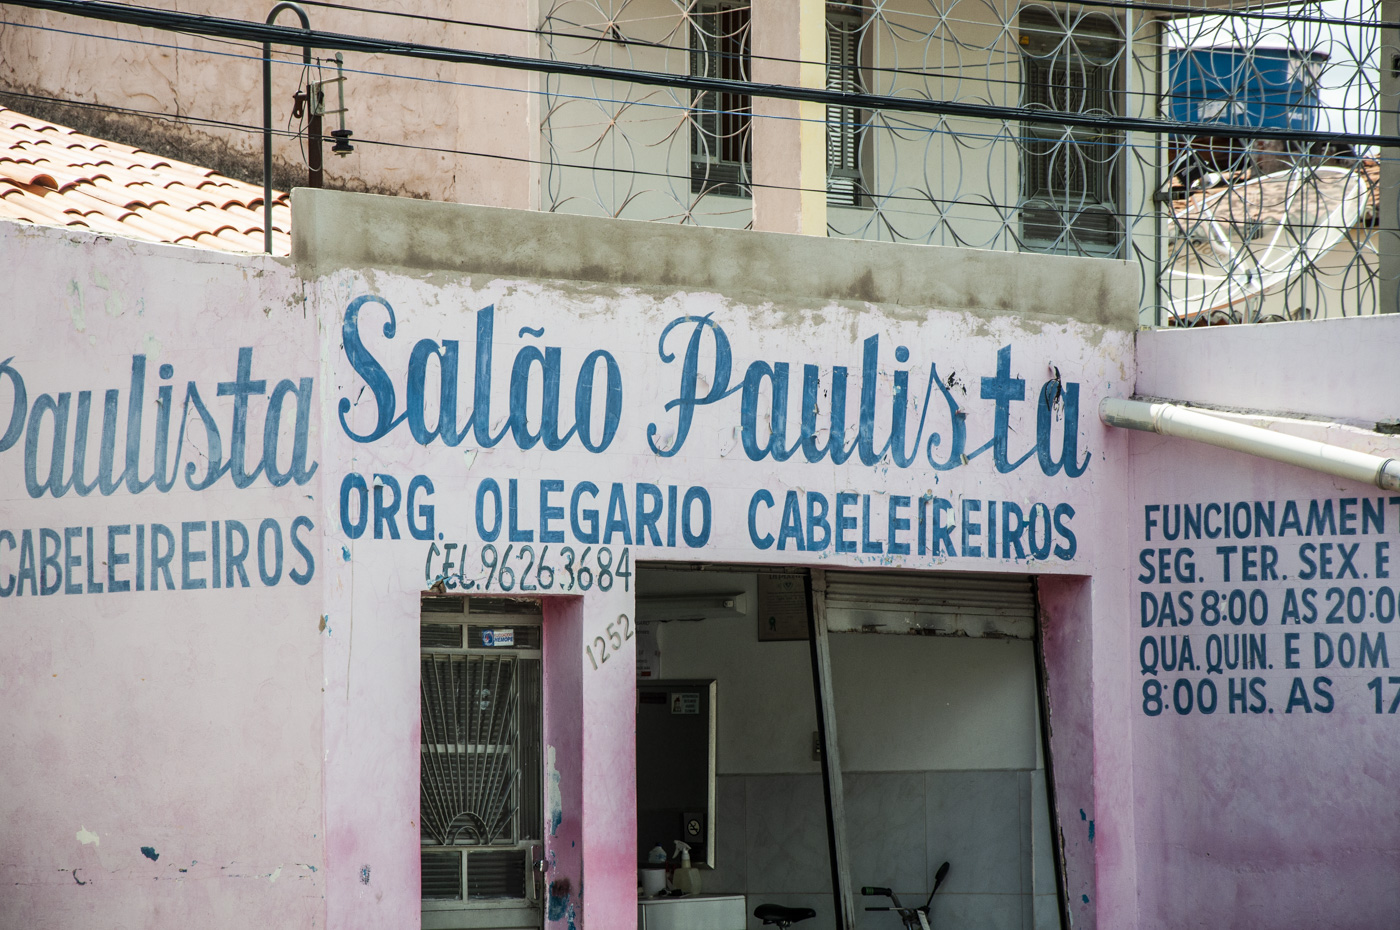 Paulista
CABELEIREIROS
Salão Paulista
ORG. OLEGARIO CABELEIREIROS
CEL.9626.3684
1252
FUNCIONAMEN
SEG. TER. SEX. E
DAS 8:00 AS 20:0
QUA. QUIN. E DOM
8:00 HS. AS 17